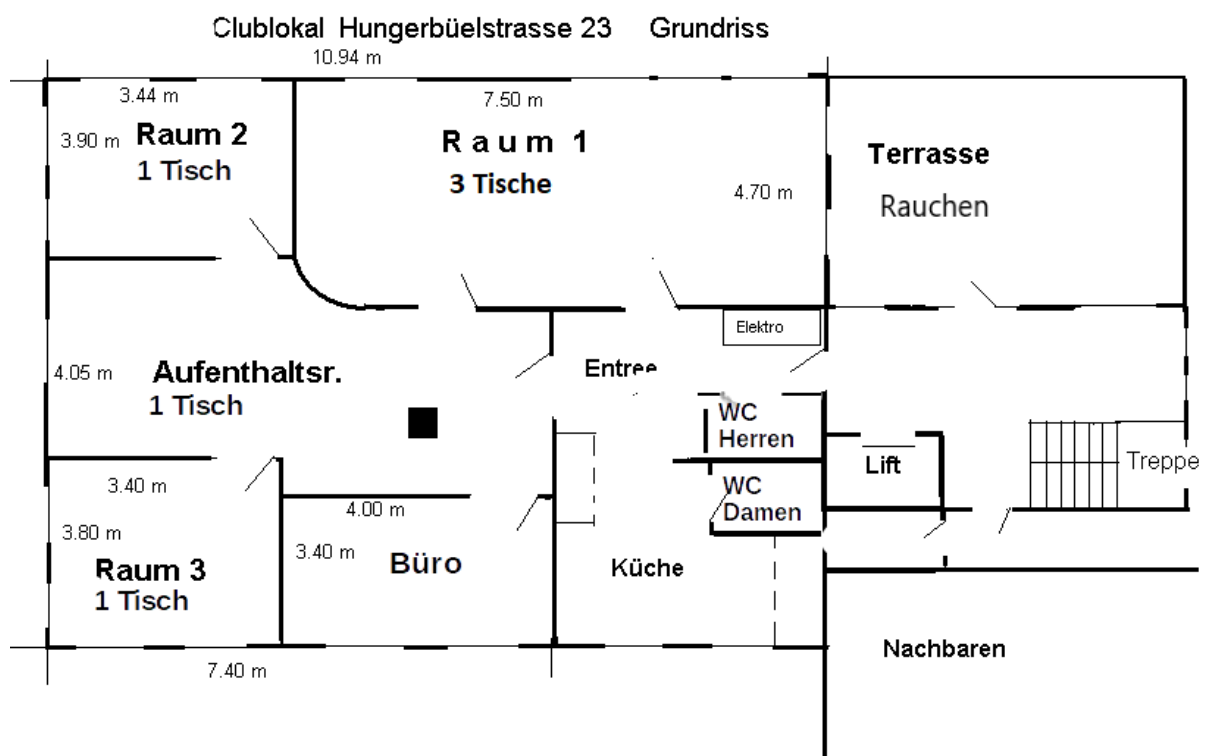 Clublokal Hungerbüelstrasse 23 Grundriss
10.94 m
3.44 m
7.50 m
3.90 m
Raum 2
1 Tisch
R a u m 1
3 Tische
4.70 m
Terrasse
Rauchen
Elektro
4.05 m
Aufenthaltsr.
1 Tisch
Entree
WC
Herren
Lift
Treppe
3.40 m
3.80 m
Raum 3
1 Tisch
4.00 m
3.40 m
Büro
WC
Damen
Küche
Nachbaren
7.40 m